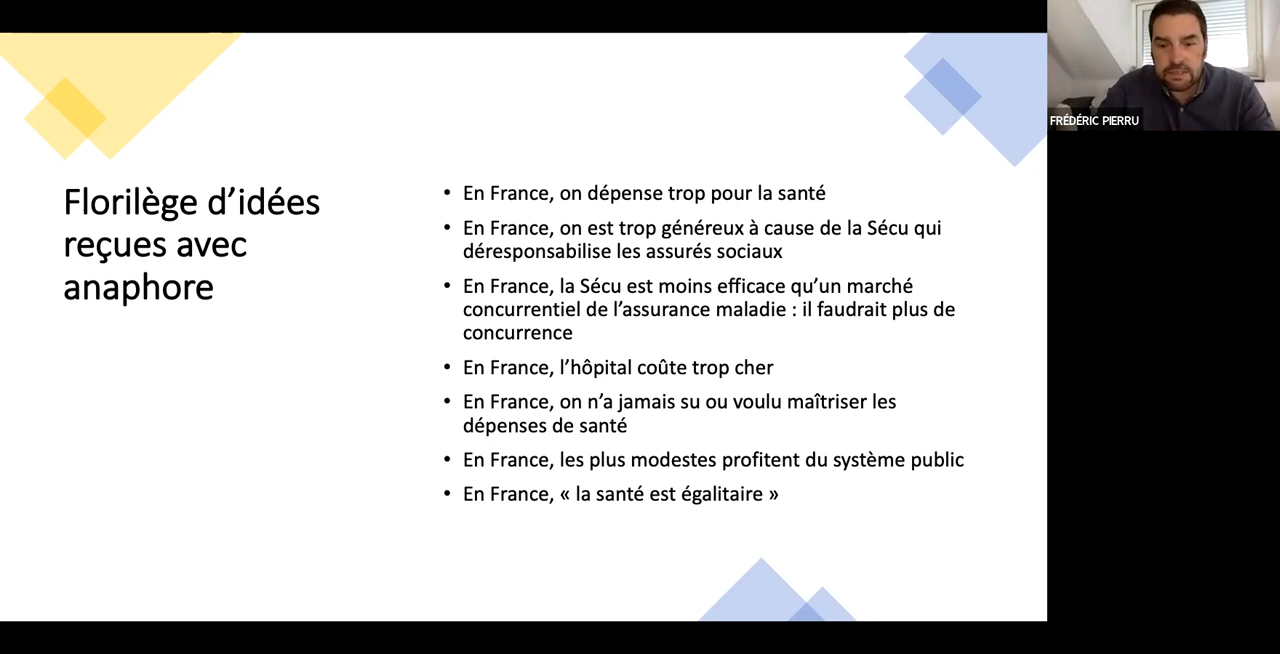 Florilège d’idées
reçues avec
anaphore
• En France, on dépense trop pour la santé
• En France, on est trop généreux à cause de la Sécu qui
déresponsabilise les assurés sociaux
• En France, la Sécu est moins efficace qu’un marché
concurrentiel de l’assurance maladie : il faudrait plus de
concurrence
• En France, l’hôpital coûte trop cher
• En France, on n’a jamais su ou voulu maîtriser les
dépenses de santé
• En France, les plus modestes profitent du système public
• En France, « la santé est égalitaire »
FRÉDÉRIC PIERRU